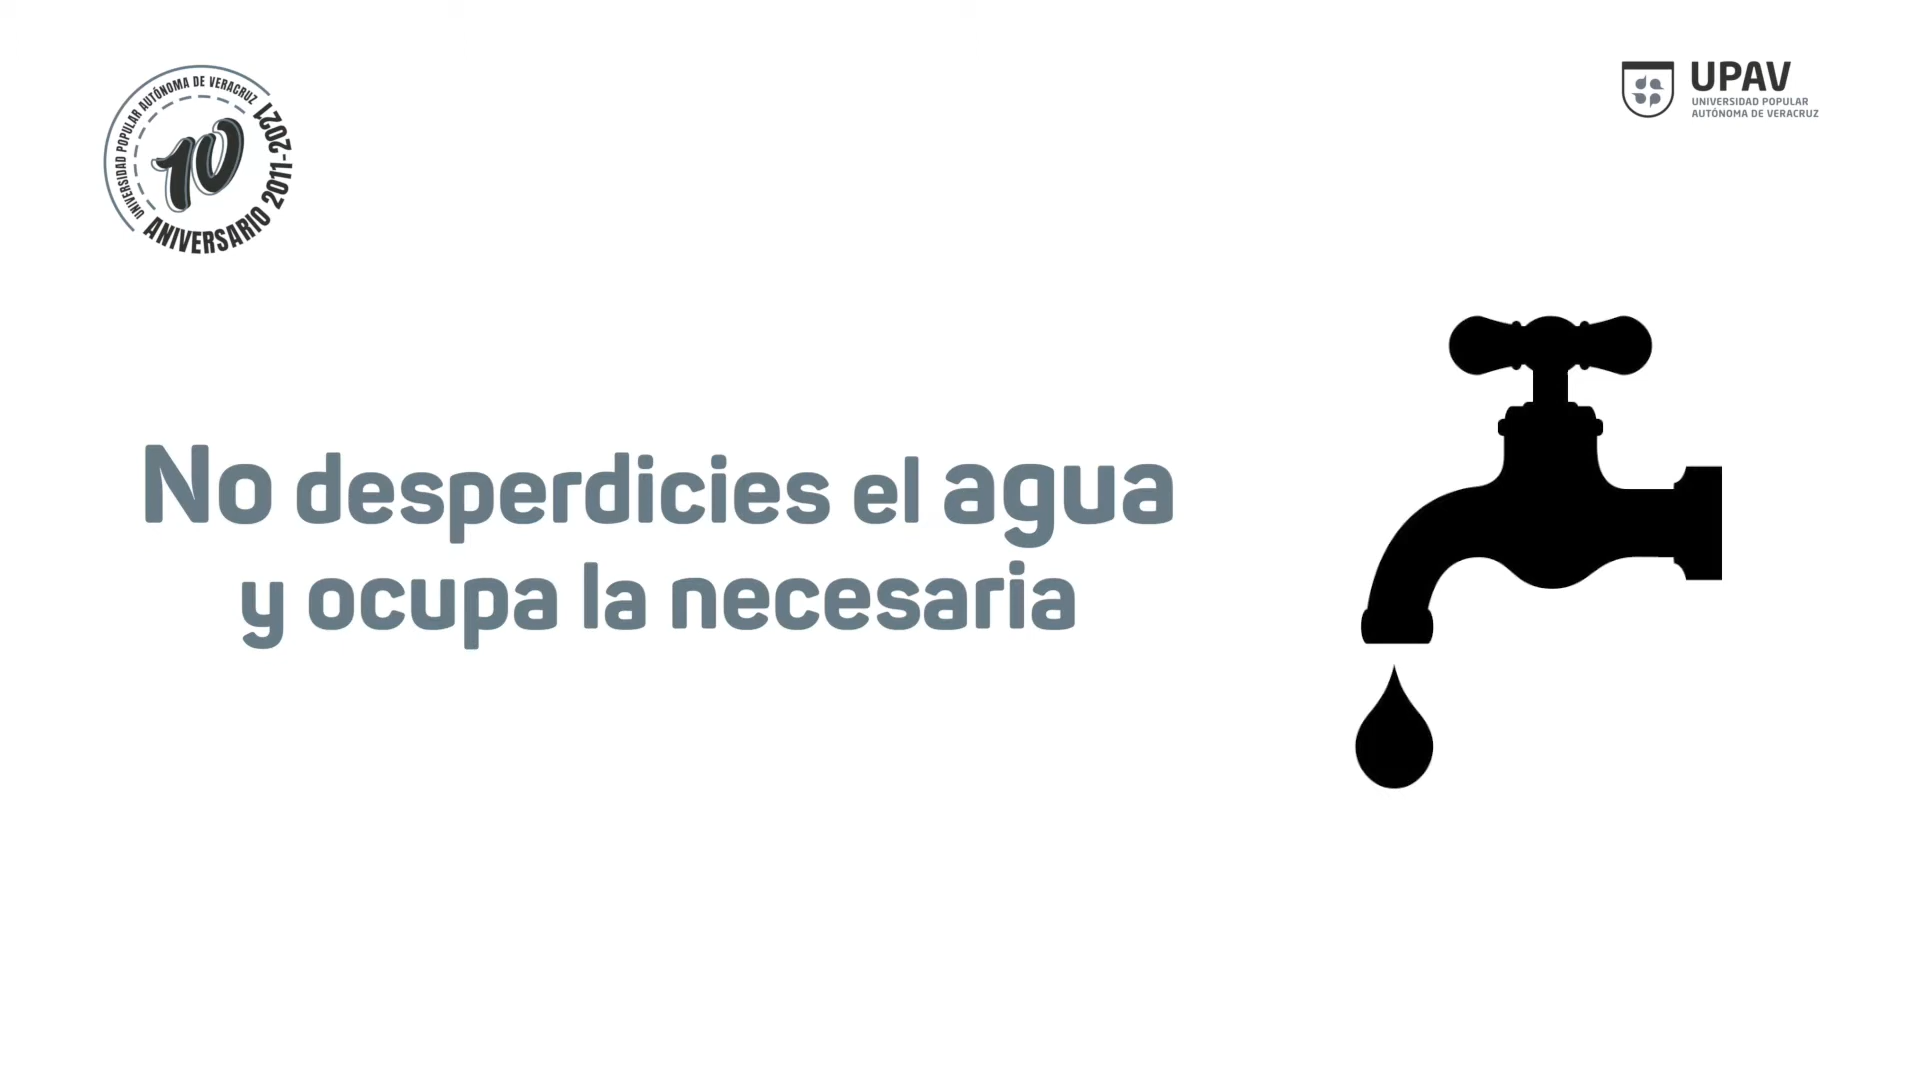 UNIVERSIDAD POPULAR AUTÓNOMA DE VERACRUZ
10
ANIVERSARIO 2011-2021
UPAV
UNIVERSIDAD POPULAR
AUTÓNOMA DE VERACRUZ
No desperdicies el agua
y ocupa la necesaria